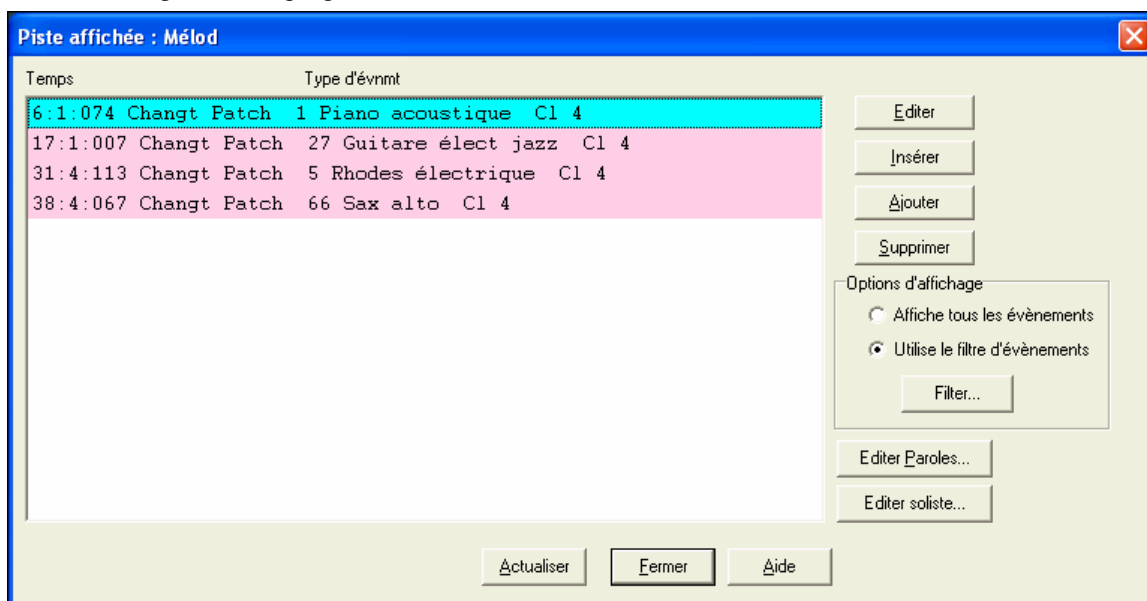 Piste affichée : Mélod
Temps Type d'évnmt
6:1:074 Changt Patch 1 Piano acoustique Cl 4
17:1:007 Changt Patch 27 Guitare élect jazz Cl 4
31:4:113 Changt Patch 5 Rhodes électrique Cl 4
38:4:067 Changt Patch 66 Sax alto Cl 4
Editer
Insérer
Ajouter
Supprimer
Options d'affichage
Affiche tous les évènements
Utilise le filtre d'évènements
Filter...
Editer Paroles...
Editer soliste...
Actualiser Fermer Aide